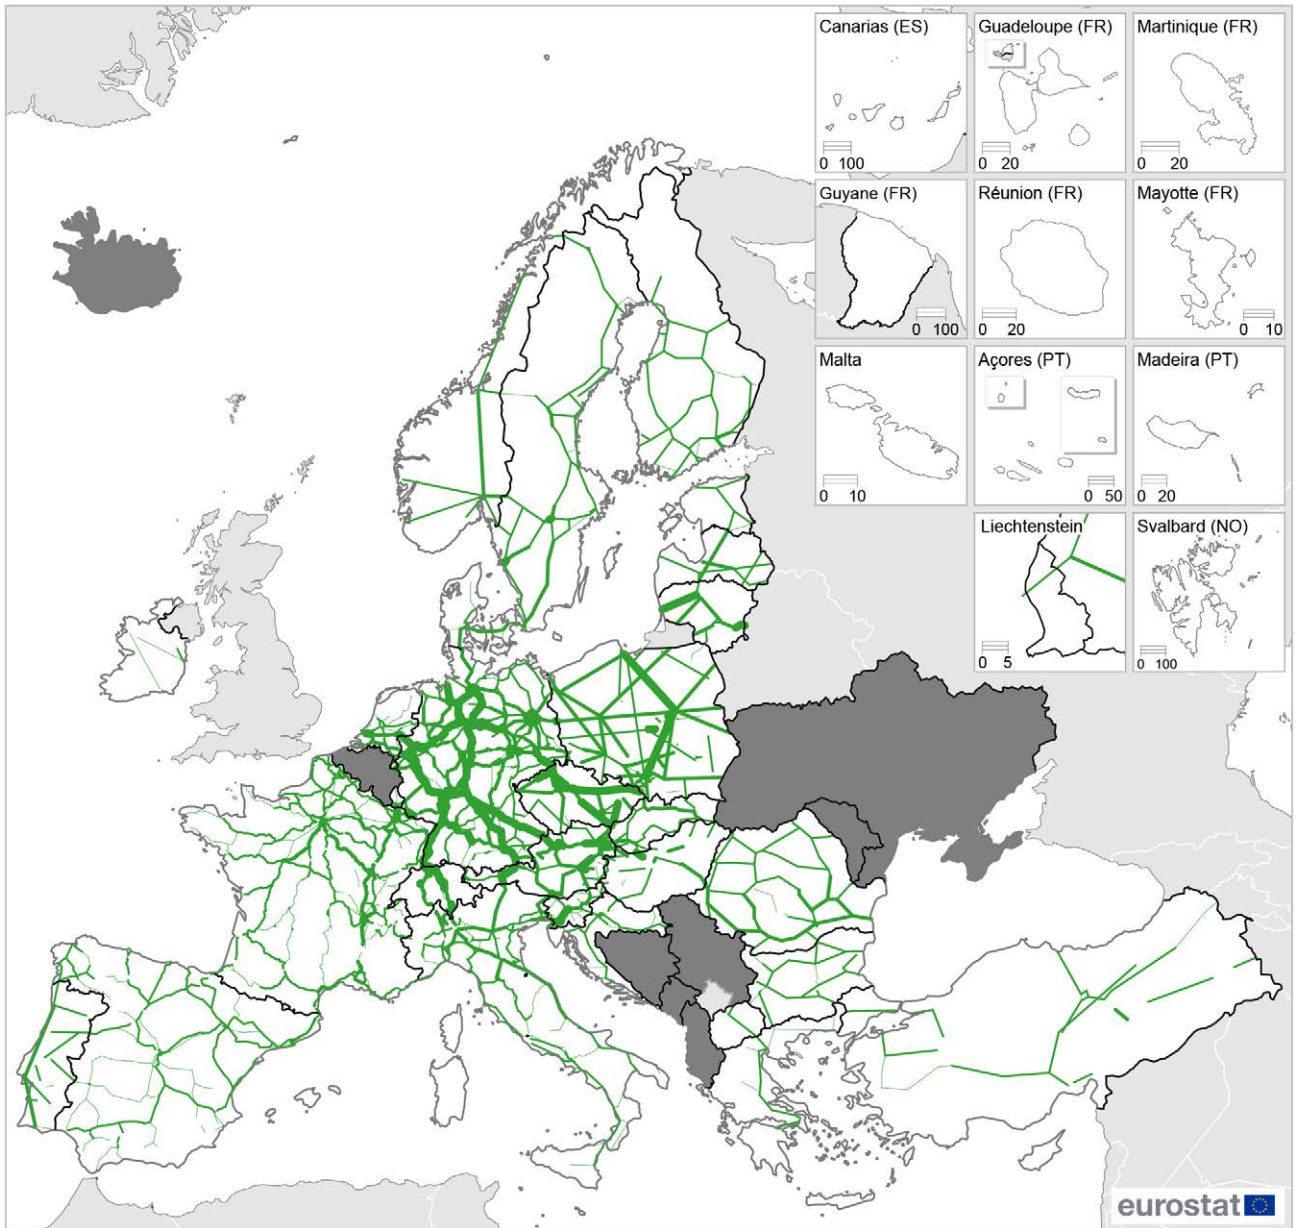 Canarias (ES)
0 100
Guadeloupe (FR)
0 20
Martinique (FR)
0 20
Guyane (FR)
0 100
Réunion (FR)
0 20
Mayotte (FR)
0 10
Malta
0 10
Açores (PT)
0 50
Madeira (PT)
0 20
Liechtenstein
0 5
Svalbard (NO)
0 100
eurostat